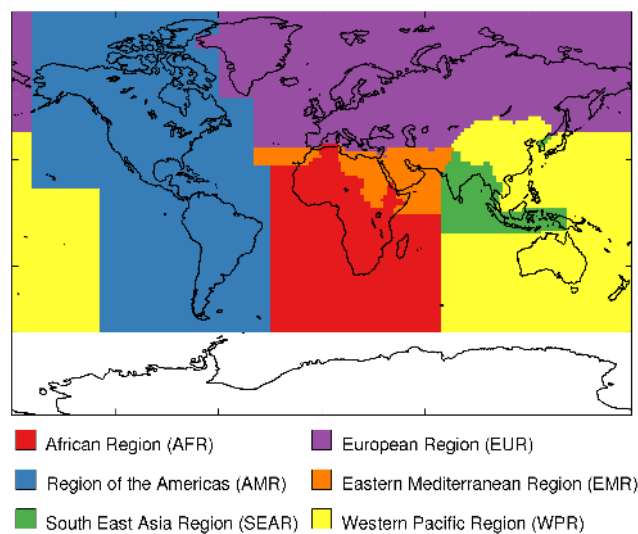 African Region (AFR)
European Region (EUR)
Region of the Americas (AMR)
Eastern Mediterranean Region (EMR)
South East Asia Region (SEAR)
Western Pacific Region (WPR)